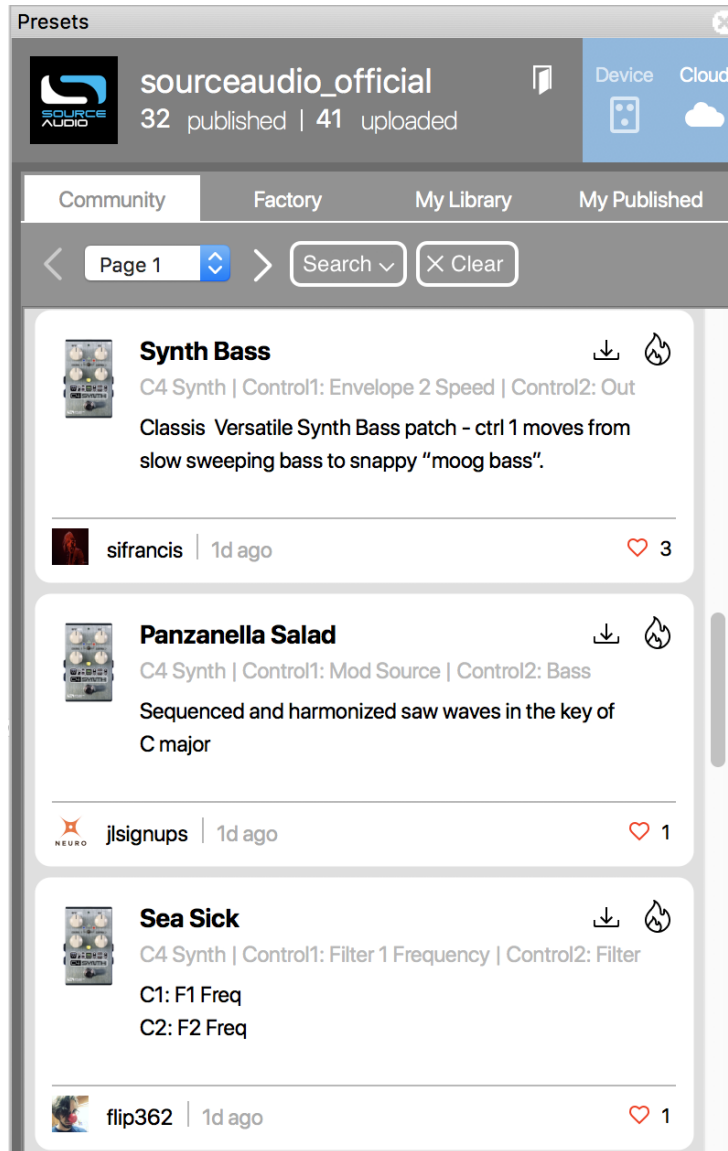 Presets
sourceaudio_official
32 published | 41 uploaded
SOURCE
AUDIO
Device Cloud
Community Factory My Library My Published
Page 1 Search Clear
Synth Bass
C4 Synth | Control1: Envelope 2 Speed | Control2: Out
Classis Versatile Synth Bass patch - ctrl 1 moves from
slow sweeping bass to snappy “moog bass”.
sifrancis | 1d ago 3
Panzanella Salad
C4 Synth | Control1: Mod Source | Control2: Bass
Sequenced and harmonized saw waves in the key of
C major
NEURO
jlsignups | 1d ago 1
Sea Sick
C4 Synth | Control1: Filter 1 Frequency | Control2: Filter
C1: F1 Freq
C2: F2 Freq
flip362 | 1d ago 1